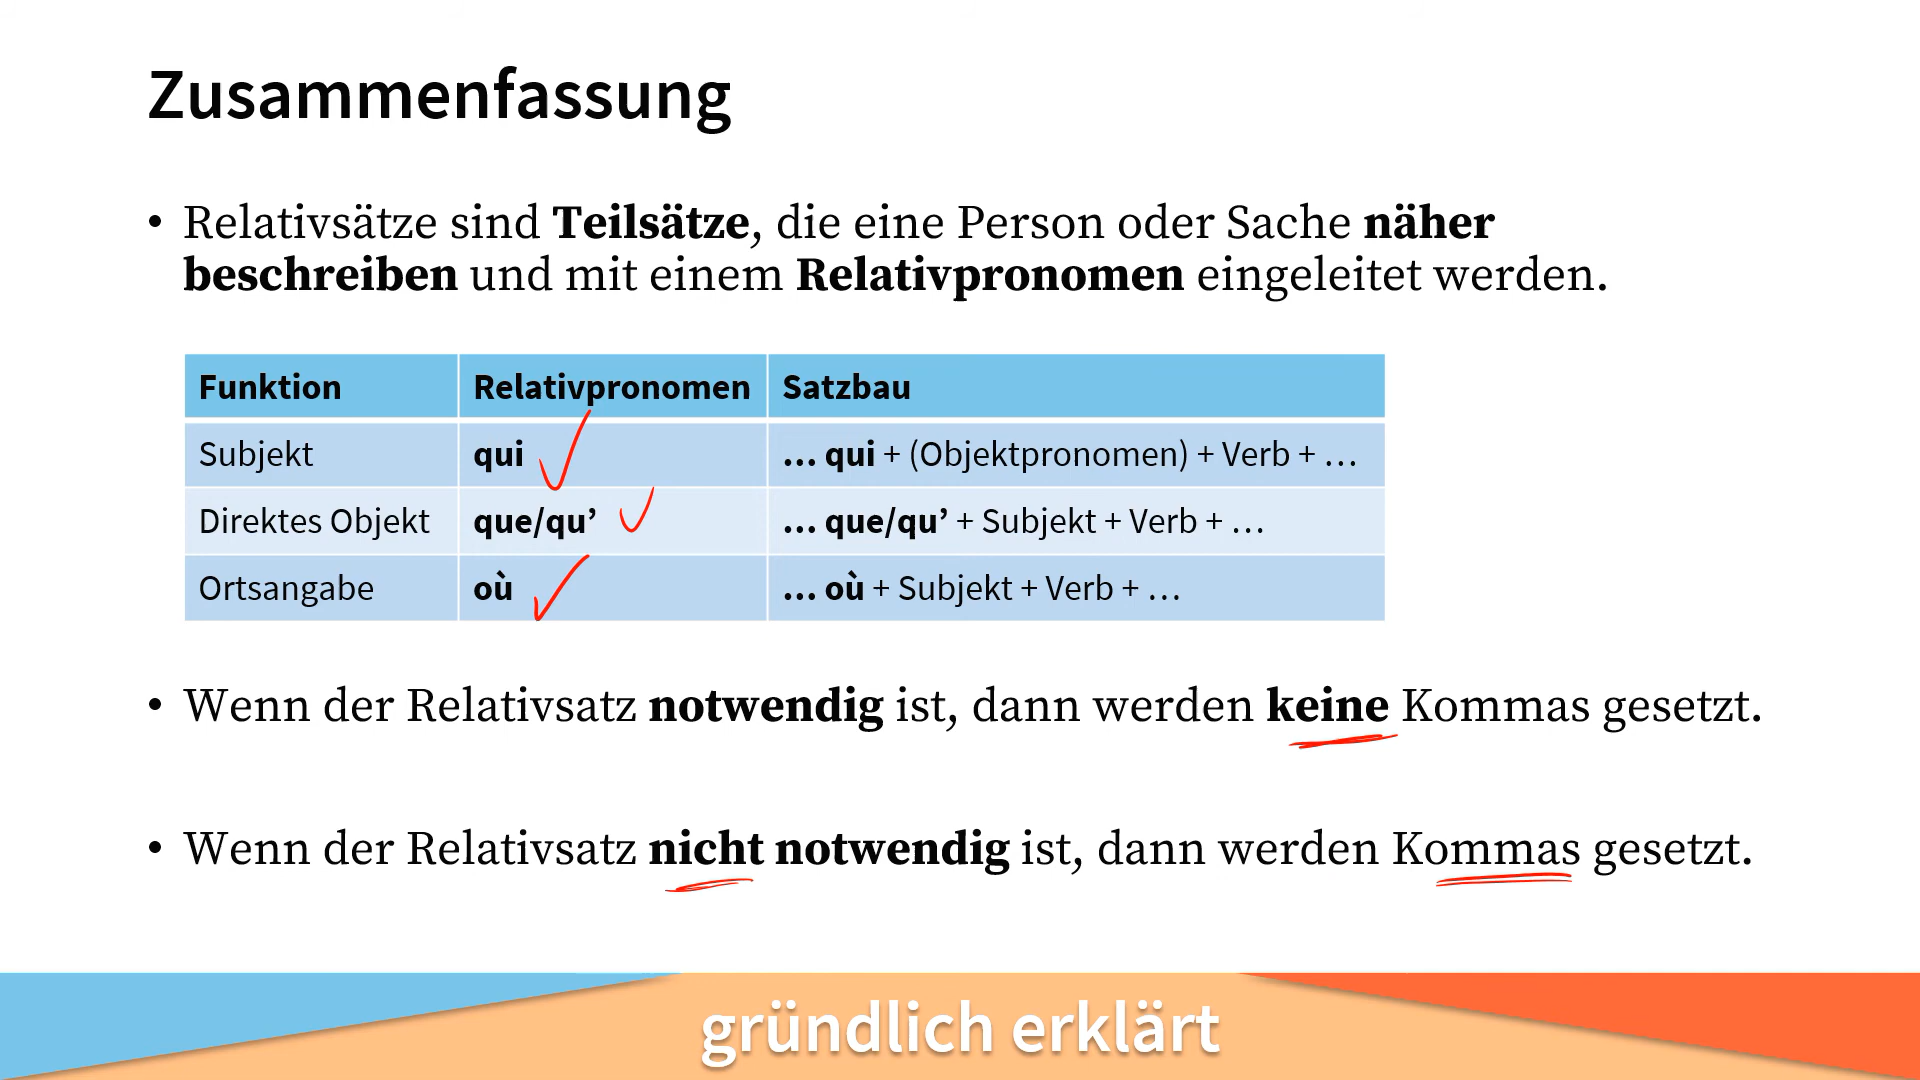 Zusammenfassung
• Relativsätze sind Teilsätze, die eine Person oder Sache näher
beschreiben und mit einem Relativpronomen eingeleitet werden.
Funktion Relativpronomen Satzbau
Subjekt qui ... qui + (Objektpronomen) + Verb + ...
Direktes Objekt que/qu’ ... que/qu’ + Subjekt + Verb + ...
Ortsangabe où ... où + Subjekt + Verb + ...
• Wenn der Relativsatz notwendig ist, dann werden keine Kommas gesetzt.
• Wenn der Relativsatz nicht notwendig ist, dann werden Kommas gesetzt.
gründlich erklärt